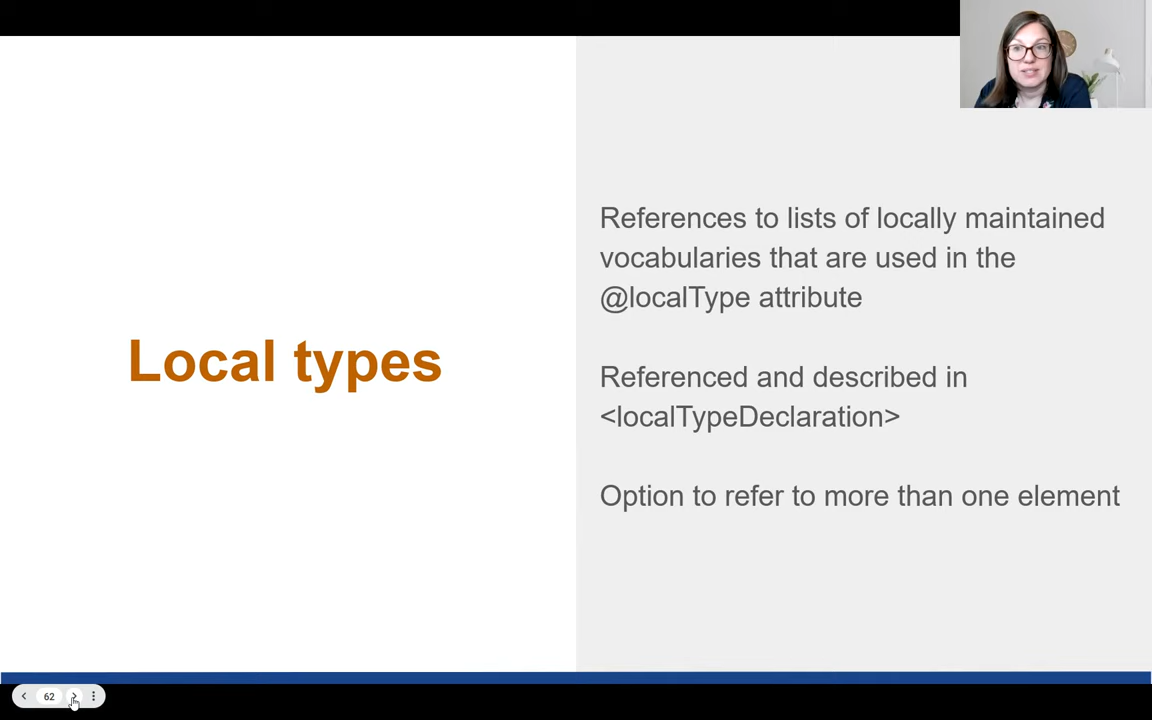 Local types
References to lists of locally maintained
vocabularies that are used in the
@localType attribute
Referenced and described in
<localTypeDeclaration>
Option to refer to more than one element
62